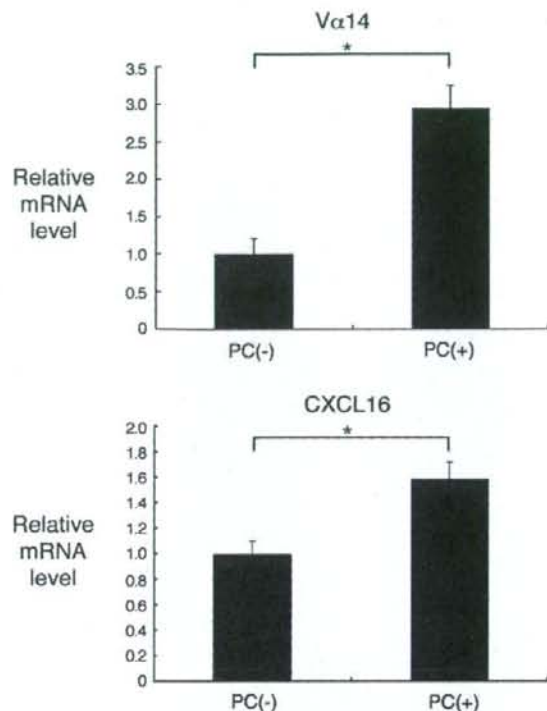 Vα14
*
3.5
3.0
2.5
2.0
1.5
1.0
0.5
0
Relative
mRNA
level
PC(-)
PC(+)
CXCL16
*
2.0
1.8
1.6
1.4
1.2
1.0
0.8
0.6
0.4
0.2
0
Relative
mRNA
level
PC(-)
PC(+)